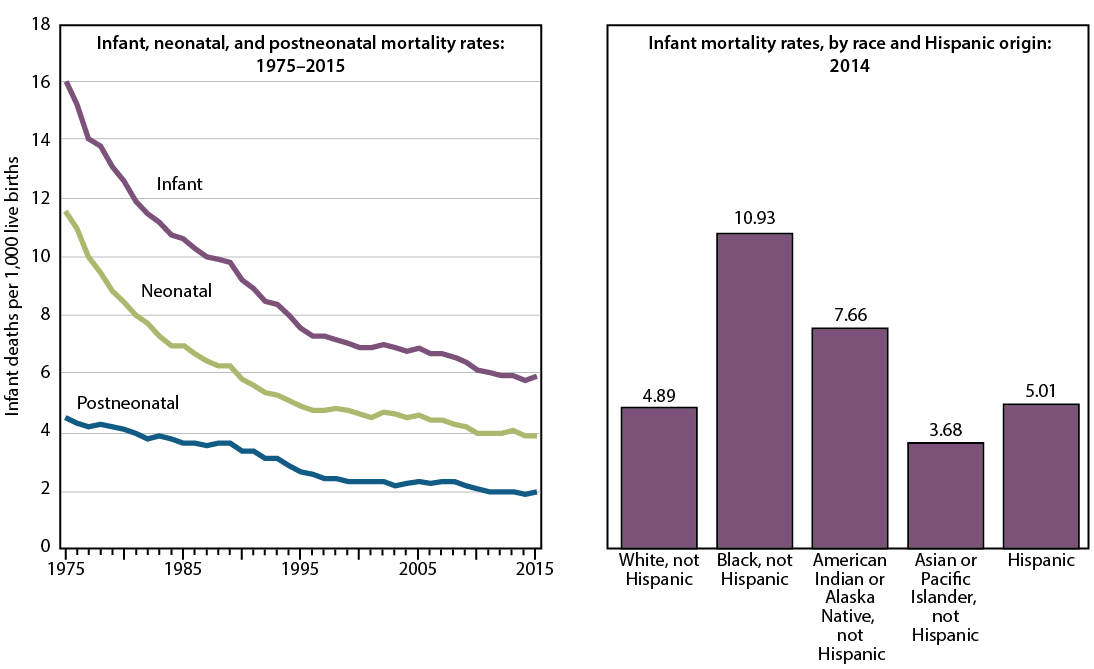 Infant deaths per 1,000 live births
18
16
14
12
10
8
6
4
2
0
Infant, neonatal, and postneonatal mortality rates:
1975–2015
Infant
Neonatal
Postneonatal
1975
1985
1995
2005
2015
Infant mortality rates, by race and Hispanic origin:
2014
4.89
10.93
7.66
3.68
5.01
White, not
Hispanic
Black, not
Hispanic
American
Indian or
Alaska
Native,
not
Hispanic
Asian or
Pacific
Islander,
not
Hispanic
Hispanic